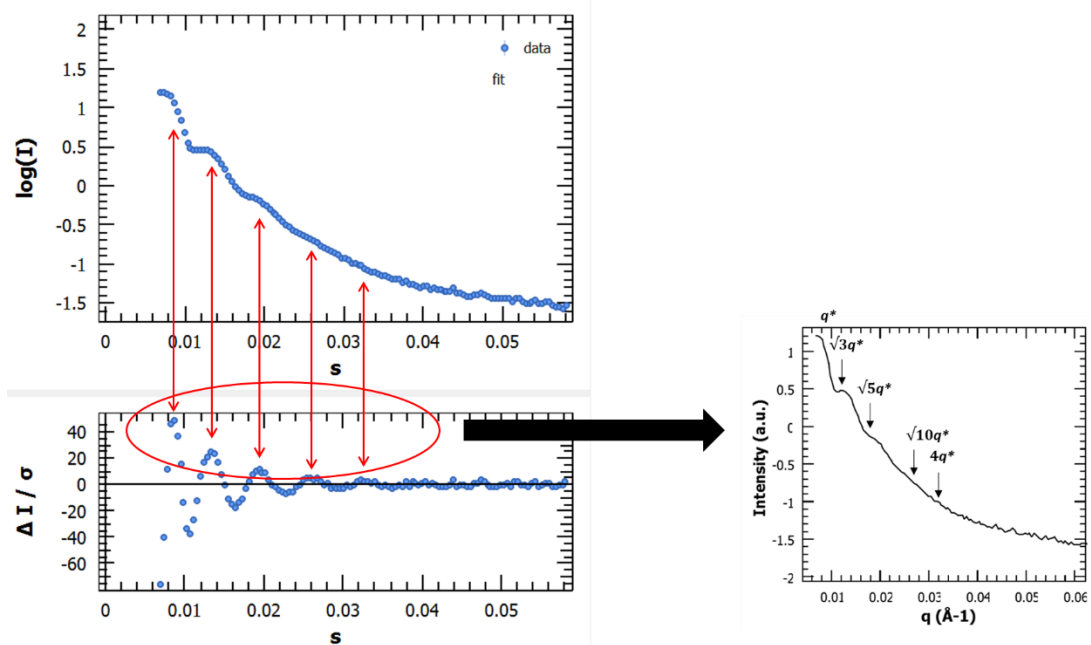 2
1.5
1
0.5
0
-0.5
-1
-1.5
log(I)
data
fit
0 0.01 0.02 0.03 0.04 0.05
s
40
20
0
-20
-40
-60
Δ I / σ
0 0.01 0.02 0.03 0.04 0.05
s
q*
√3q*
√5q*
√10q*
4q*
1
0.5
0
-0.5
-1
-1.5
-2
Intensity (a.u.)
0.01 0.02 0.03 0.04 0.05 0.06
q (Å-1)